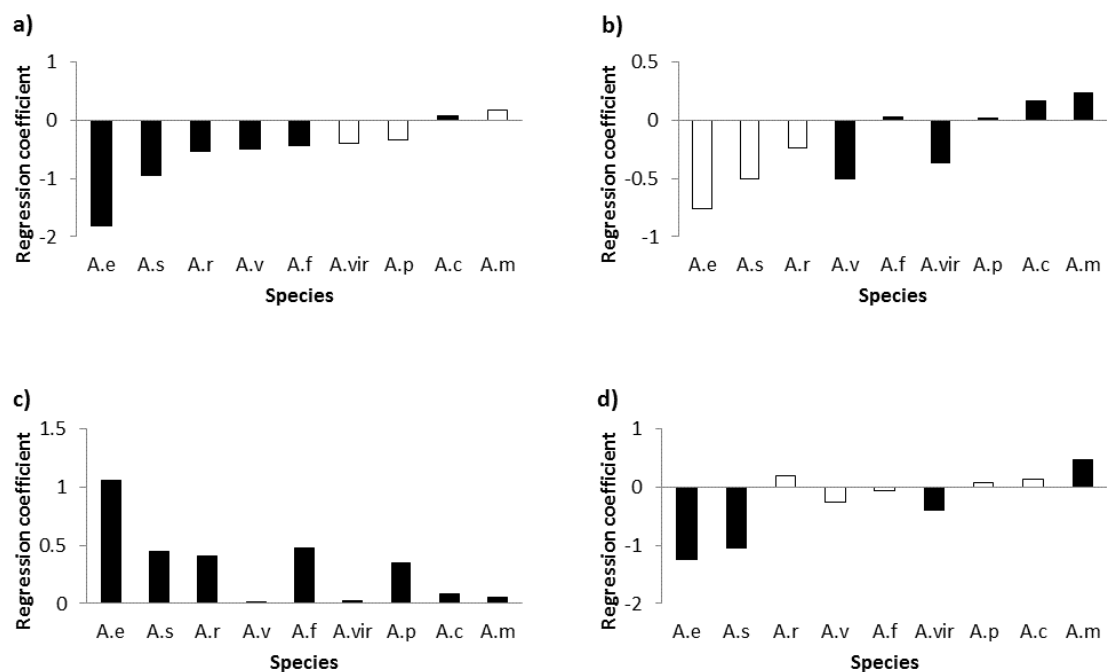 a)
Regression coefficient
1
0
-1
-2
A.e A.s A.r A.v A.f A.vir A.p A.c A.m
Species
b)
Regression coefficient
0.5
0
-0.5
-1
A.e A.s A.r A.v A.f A.vir A.p A.c A.m
Species
c)
Regression coefficient
1.5
1
0.5
0
A.e A.s A.r A.v A.f A.vir A.p A.c A.m
Species
d)
Regression coefficient
1
0
-1
-2
A.e A.s A.r A.v A.f A.vir A.p A.c A.m
Species